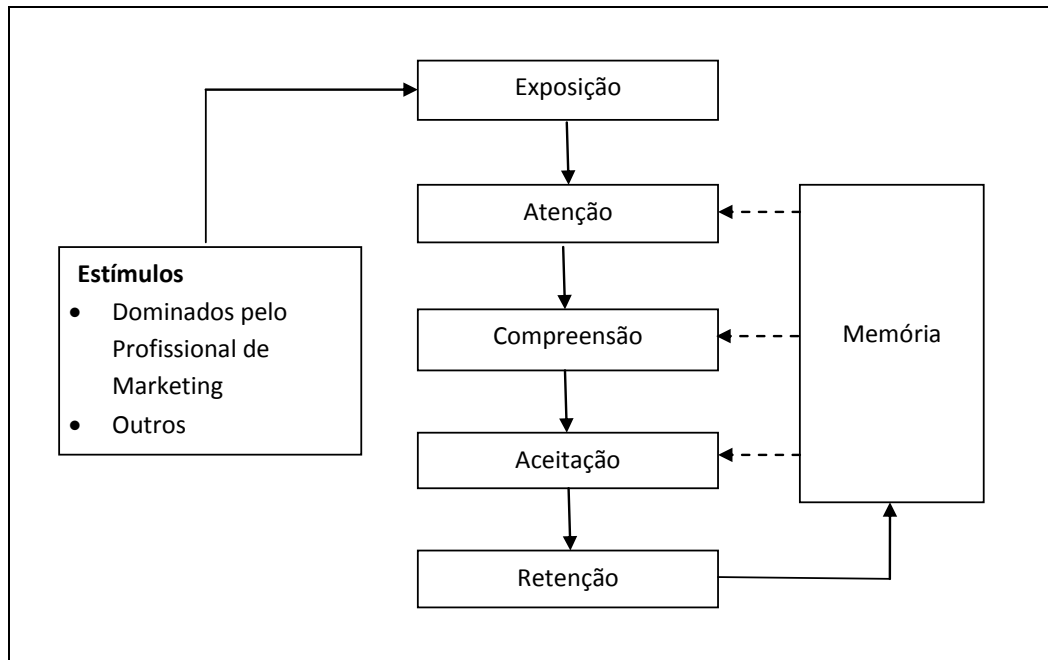 Exposição
Atenção
Estímulos
• Dominados pelo
Profissional de
Marketing
• Outros
Compreensão
Memória
Aceitação
Retenção